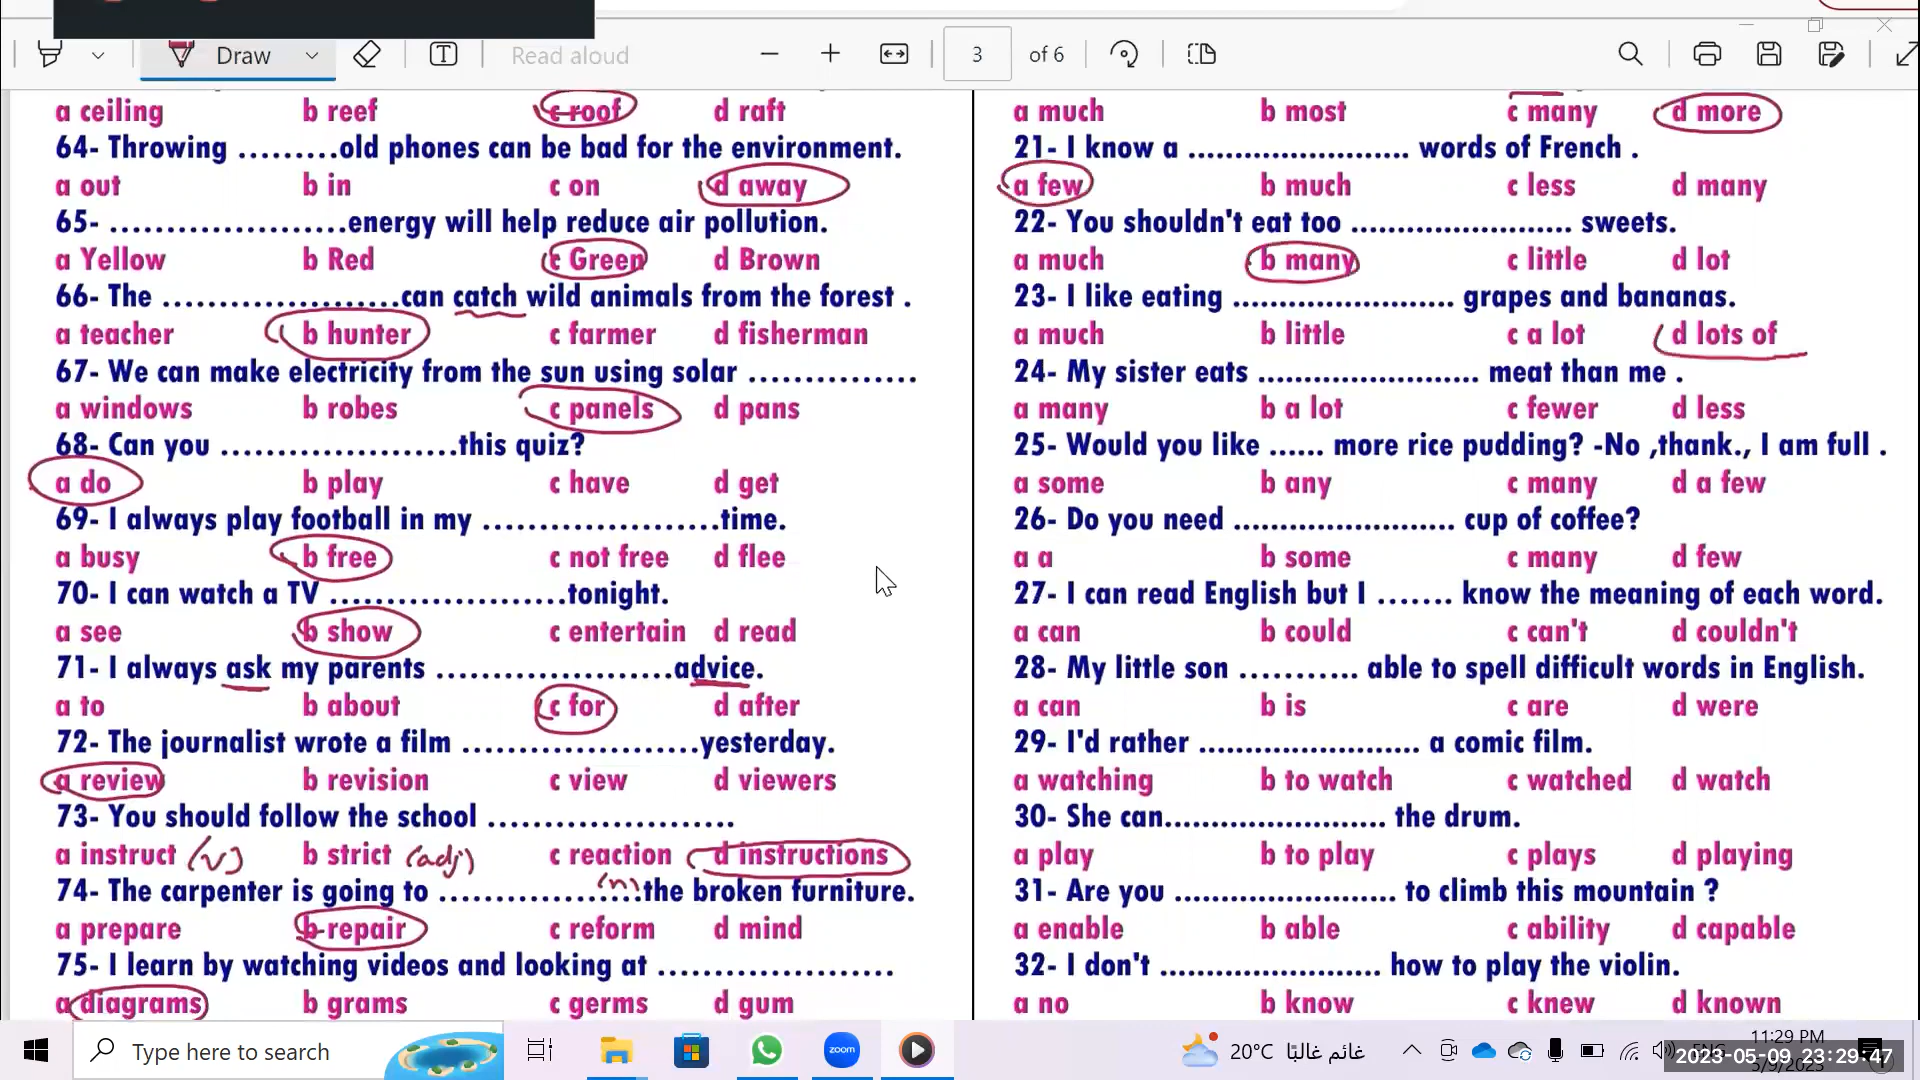 Draw
Read aloud
3 of 6
a ceiling b reef c roof d raft
64- Throwing .........old phones can be bad for the environment.
a out b in c on d away
65- .....................energy will help reduce air pollution.
a Yellow b Red c Green d Brown
66- The .....................can catch wild animals from the forest .
a teacher b hunter c farmer d fisherman
67- We can make electricity from the sun using solar ...............
a windows b robes c panels d pans
68- Can you .....................this quiz?
a do b play c have d get
69- I always play football in my .....................time.
a busy b free c not free d flee
70- I can watch a TV .....................tonight.
a see b show c entertain d read
71- I always ask my parents .....................advice.
a to b about c for d after
72- The journalist wrote a film .....................yesterday.
a review b revision c view d viewers
73- You should follow the school ......................
a instruct (v) b strict (adj) c reaction d instructions
(n)
74- The carpenter is going to ..................the broken furniture.
a prepare b repair c reform d mind
75- I learn by watching videos and looking at .....................
a diagrams b grams c germs d gum
a much b most c many d more
21- I know a ........................ words of French .
a few b much c less d many
22- You shouldn't eat too ........................ sweets.
a much b many c little d lot
23- I like eating ........................ grapes and bananas.
a much b little c a lot d lots of
24- My sister eats ........................ meat than me .
a many b a lot c fewer d less
25- Would you like ...... more rice pudding? -No ,thank., I am full .
a some b any c many d a few
26- Do you need ........................ cup of coffee?
a a b some c many d few
27- I can read English but I ....... know the meaning of each word.
a can b could c can't d couldn't
28- My little son ........... able to spell difficult words in English.
a can b is c are d were
29- I'd rather ........................ a comic film.
a watching b to watch c watched d watch
30- She can........................ the drum.
a play b to play c plays d playing
31- Are you ........................ to climb this mountain ?
a enable b able c ability d capable
32- I don't ........................ how to play the violin.
a no b know c knew d known
Type here to search
zoom
20°C غائم غالبًا
11:29 PM
2023-05-09 23:29:47